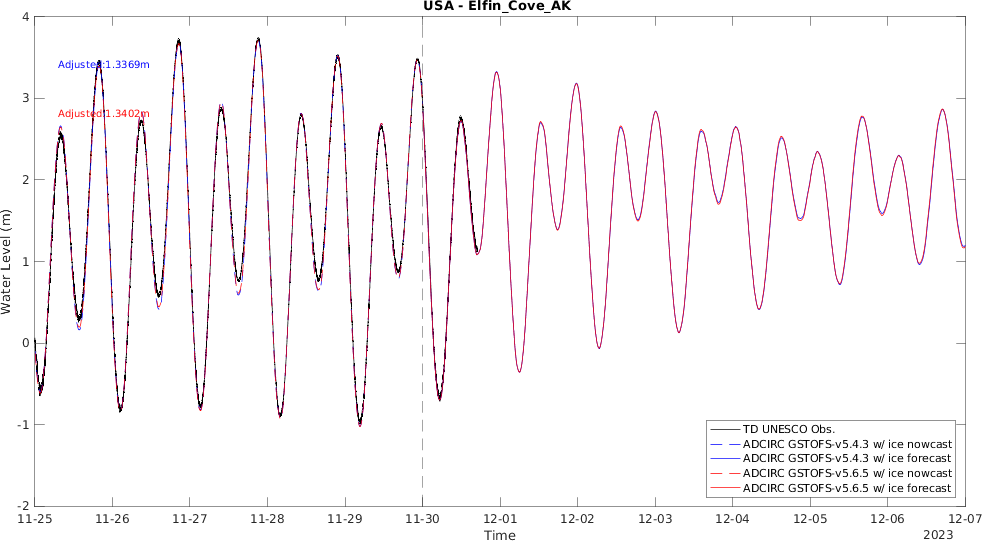 USA - Elfin_Cove_AK
4
3
2
1
0
-1
-2
Water Level (m)
Adjusted:1.3369m
Adjusted:1.3402m
TD UNESCO Obs.
ADCIRC GSTOFS-v5.4.3 w/ ice nowcast
ADCIRC GSTOFS-v5.4.3 w/ ice forecast
ADCIRC GSTOFS-v5.6.5 w/ ice nowcast
ADCIRC GSTOFS-v5.6.5 w/ ice forecast
11-25 11-26 11-27 11-28 11-29 11-30 12-01 12-02 12-03 12-04 12-05 12-06 12-07
Time
2023